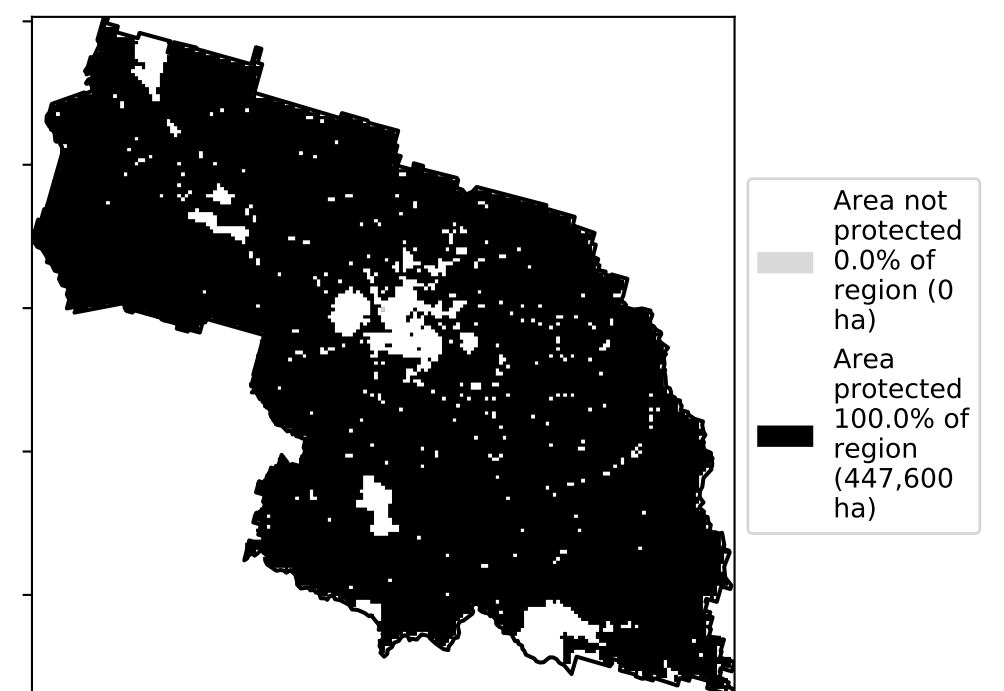 Area not
protected
0.0% of
region (0
ha)
Area
protected
100.0% of
region
(447,600
ha)